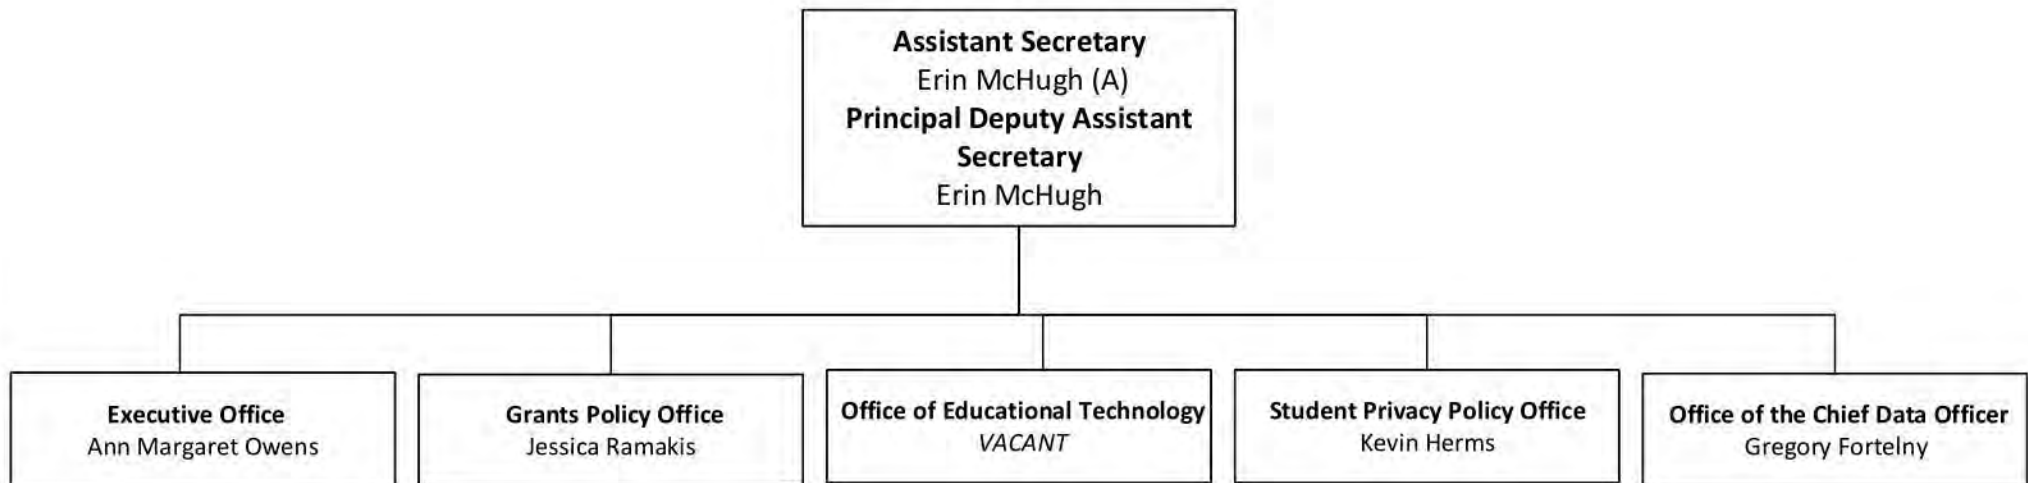 Assistant Secretary
Erin McHugh (A)
Principal Deputy Assistant
Secretary
Erin McHugh
Executive Office
Ann Margaret Owens
Grants Policy Office
Jessica Ramakis
Office of Educational Technology
VACANT
Student Privacy Policy Office
Kevin Herms
Office of the Chief Data Officer
Gregory Fortelny